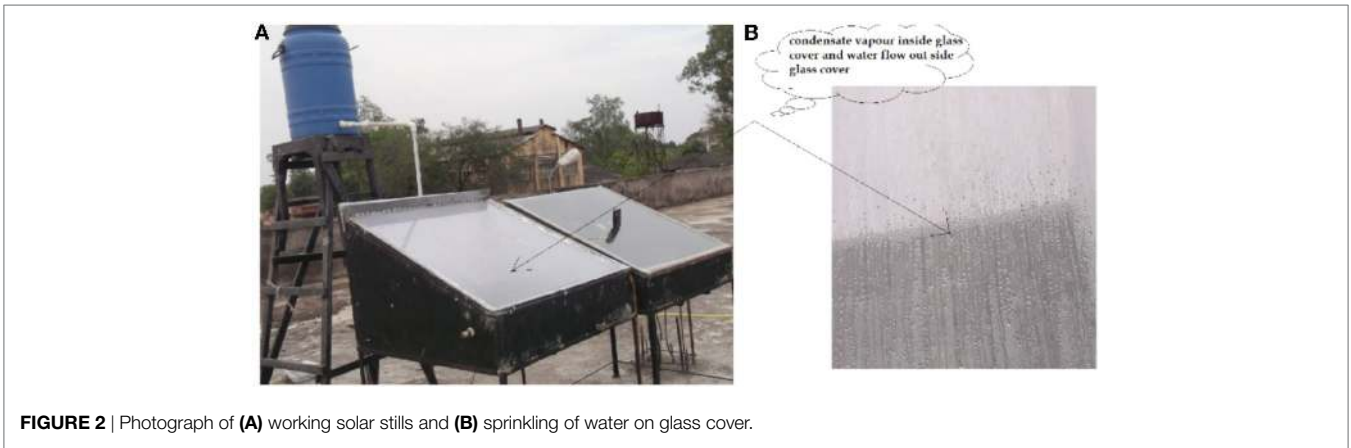 A
B
condensate vapour inside glass
cover and water flow out side
glass cover
FIGURE 2 | Photograph of (A) working solar stills and (B) sprinkling of water on glass cover.